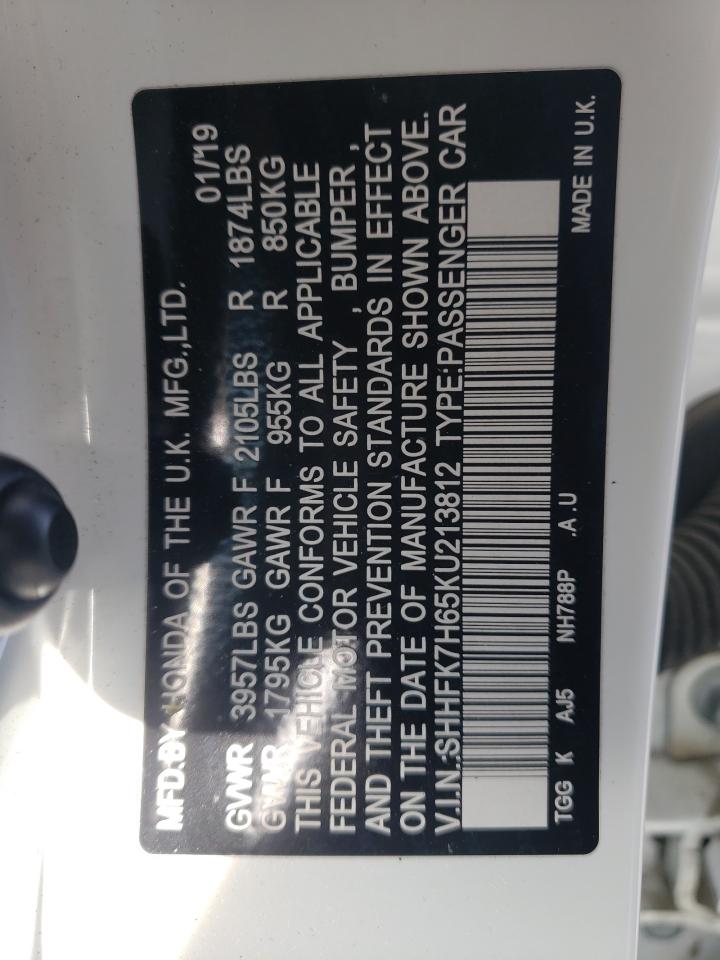 MFD.BY HONDA OF THE U.K. MFG.,LTD. 01/19
GVWR 3957LBS GAWR F 2105LBS R 1874LBS
GVWR 1795KG GAWR F 955KG R 850KG
THIS VEHICLE CONFORMS TO ALL APPLICABLE
FEDERAL MOTOR VEHICLE SAFETY , BUMPER ,
AND THEFT PREVENTION STANDARDS IN EFFECT
ON THE DATE OF MANUFACTURE SHOWN ABOVE.
V.I.N.:SHHFK7H65KU213812 TYPE:PASSENGER CAR
TGG K AJ5 NH788P .A .U MADE IN U.K.